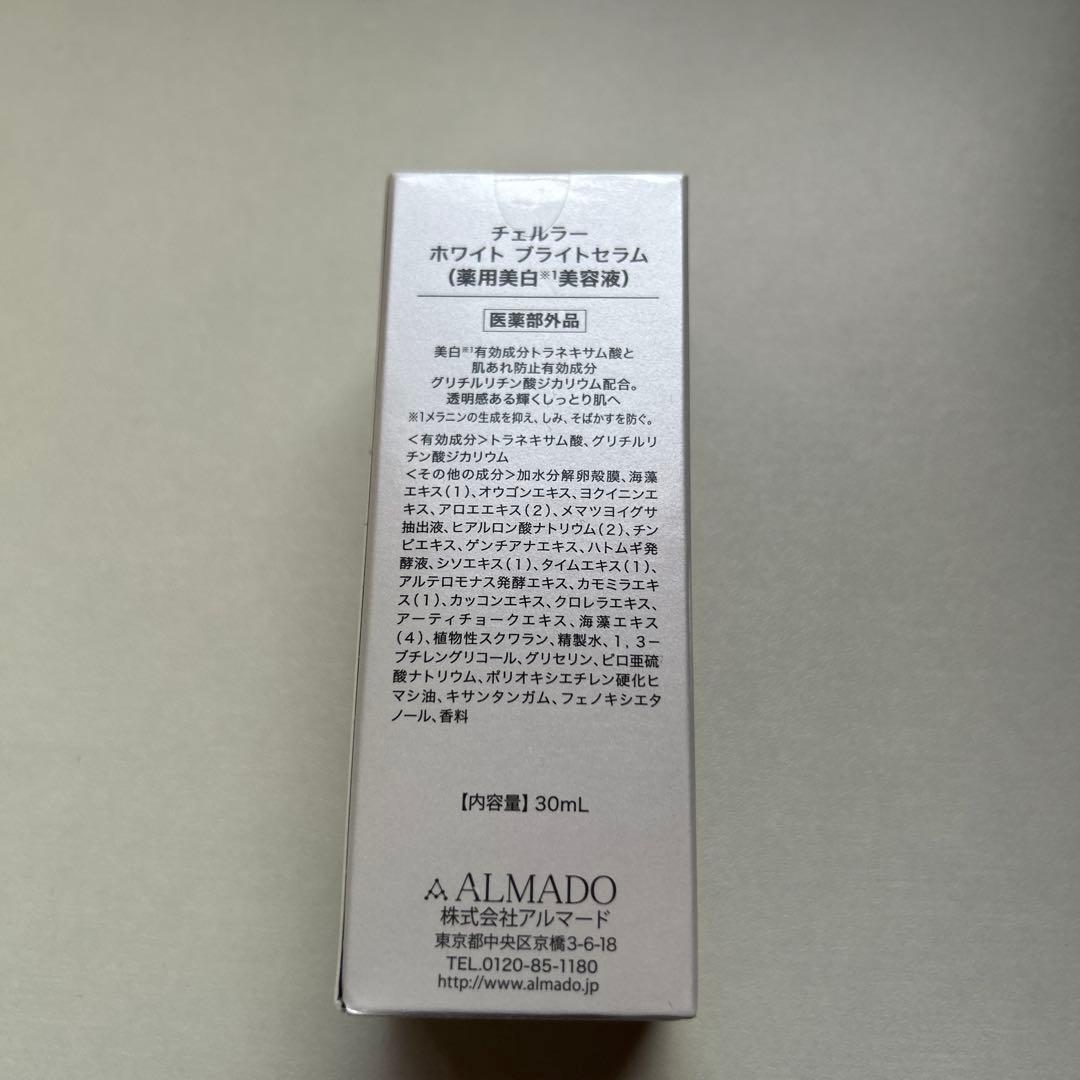 チェルラー
ホワイト ブライトセラム
（薬用美白※1美容液）
医薬部外品
美白※1有効成分トラネキサム酸と
肌あれ防止有効成分
グリチルリチン酸ジカリウム配合。
透明感ある輝くしっとり肌へ
※1メラニンの生成を抑え、しみ、そばかすを防ぐ。
＜有効成分＞トラネキサム酸、グリチルリ
チン酸ジカリウム
＜その他の成分＞加水分解卵殻膜、海藻
エキス（1）、オウゴンエキス、ヨクイニンエ
キス、アロエエキス（2）、メマツヨイグサ
抽出液、ヒアルロン酸ナトリウム（2）、チン
ピエキス、ゲンチアナエキス、ハトムギ発
酵液、シソエキス（1）、タイムエキス（1）、
アルテロモナス発酵エキス、カモミラエキ
ス（1）、カッコンエキス、クロレラエキス、
アーティチョークエキス、海藻エキス
（4）、植物性スクワラン、精製水、1，3－
ブチレングリコール、グリセリン、ピロ亜硫
酸ナトリウム、ポリオキシエチレン硬化ヒ
マシ油、キサンタンガム、フェノキシエタ
ノール、香料
【内容量】30mL
ALMADO
株式会社アルマード
東京都中央区京橋3-6-18
TEL.0120-85-1180
http://www.almado.jp